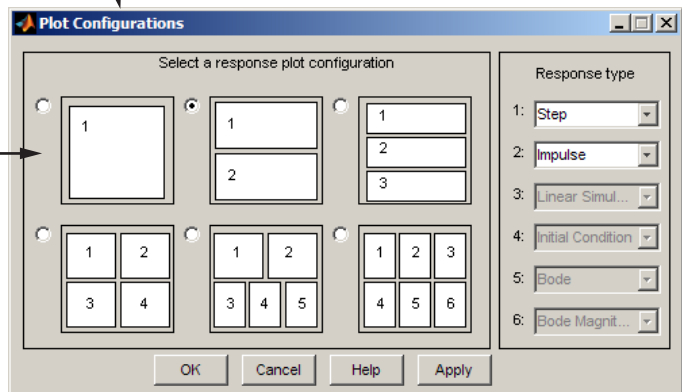 Plot Configurations
Select a response plot configuration
1
1
2
1
2
3
1 2
3 4
1 2
3 4 5
1 2 3
4 5 6
Response type
1: Step
2: Impulse
3: Linear Simul...
4: Initial Condition
5: Bode
6: Bode Magnit...
OK Cancel Help Apply